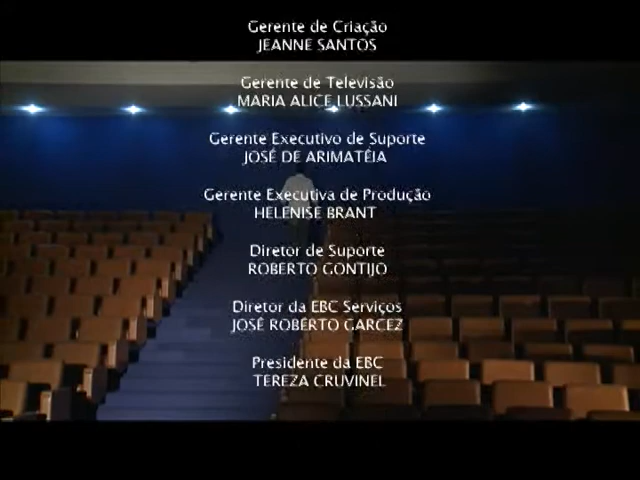 Gerente de Criação
JEANNE SANTOS
Gerente de Televisão
MARIA ALICE LUSSANI
Gerente Executivo de Suporte
JOSÉ DE ARIMATÉIA
Gerente Executiva de Produção
HELENISE BRANT
Diretor de Suporte
ROBERTO GONTIJO
Diretor da EBC Serviços
JOSÉ ROBERTO GARCEZ
Presidente da EBC
TEREZA CRUVINEL